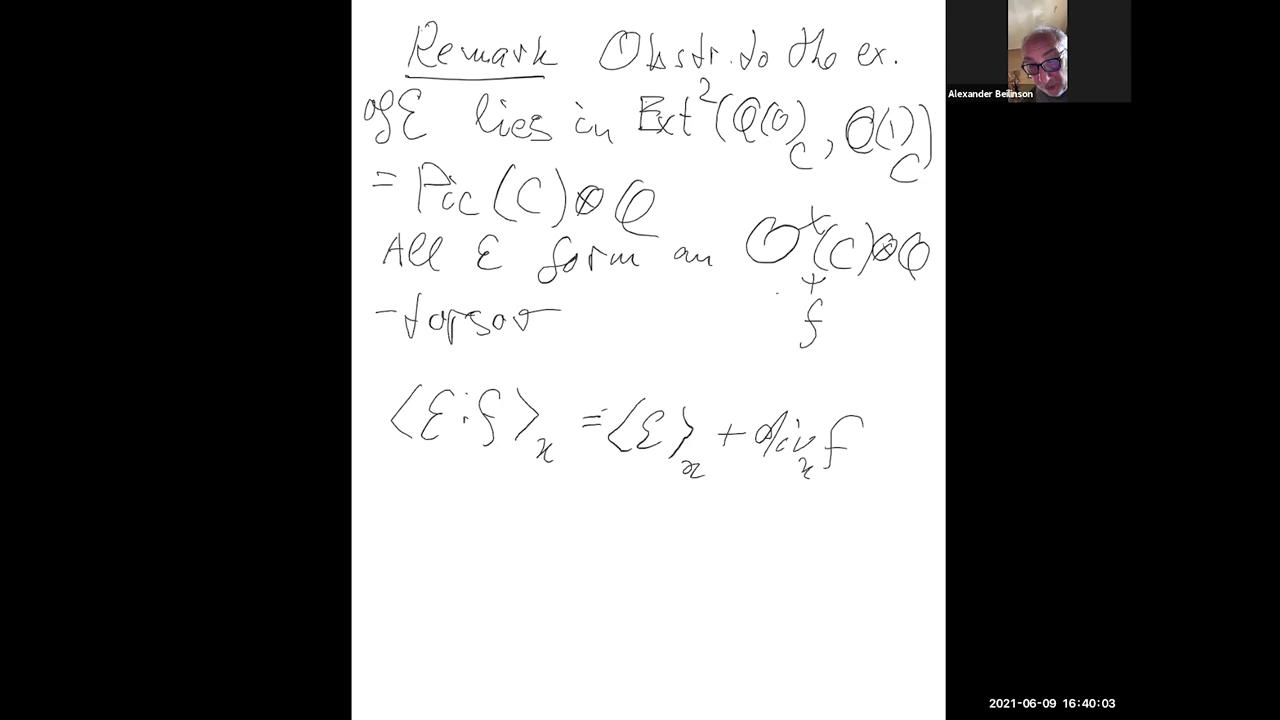 Remark Obstr. to the ex.
of ℰ lies in Ext²(Q(0)_C, Q(1)_C)
= Pic(C)⊗Q
All ℰ form an O^×(C)⊗Q
-torsor f
⟨ℰ:f⟩_x = ⟨ℰ⟩_x + div_x f
Alexander Beilinson
2021-06-09 16:40:03